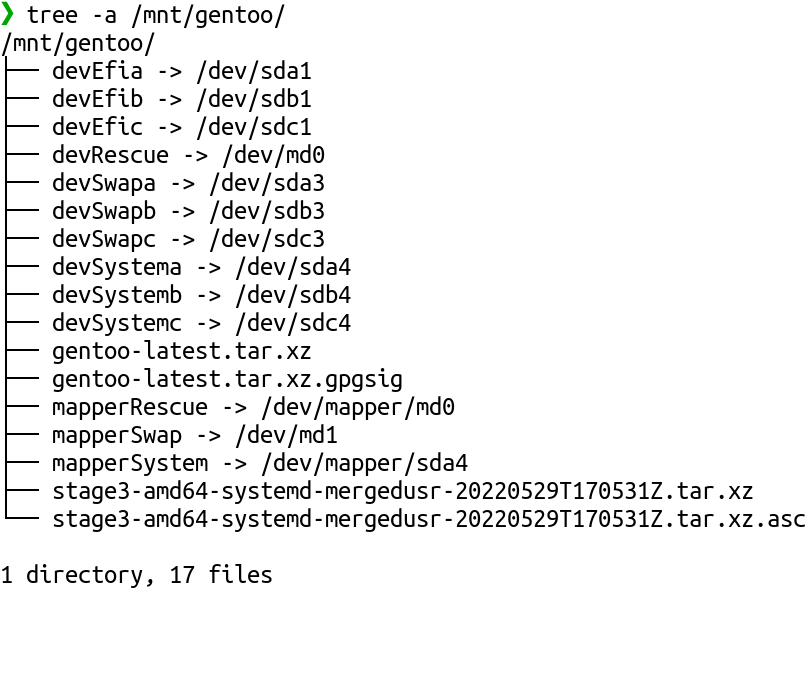 ❯ tree -a /mnt/gentoo/
/mnt/gentoo/
├── devEfia -> /dev/sda1
├── devEfib -> /dev/sdb1
├── devEfic -> /dev/sdc1
├── devRescue -> /dev/md0
├── devSwapa -> /dev/sda3
├── devSwapb -> /dev/sdb3
├── devSwapc -> /dev/sdc3
├── devSystema -> /dev/sda4
├── devSystemb -> /dev/sdb4
├── devSystemc -> /dev/sdc4
├── gentoo-latest.tar.xz
├── gentoo-latest.tar.xz.gpgsig
├── mapperRescue -> /dev/mapper/md0
├── mapperSwap -> /dev/md1
├── mapperSystem -> /dev/mapper/sda4
├── stage3-amd64-systemd-mergedusr-20220529T170531Z.tar.xz
└── stage3-amd64-systemd-mergedusr-20220529T170531Z.tar.xz.asc
1 directory, 17 files